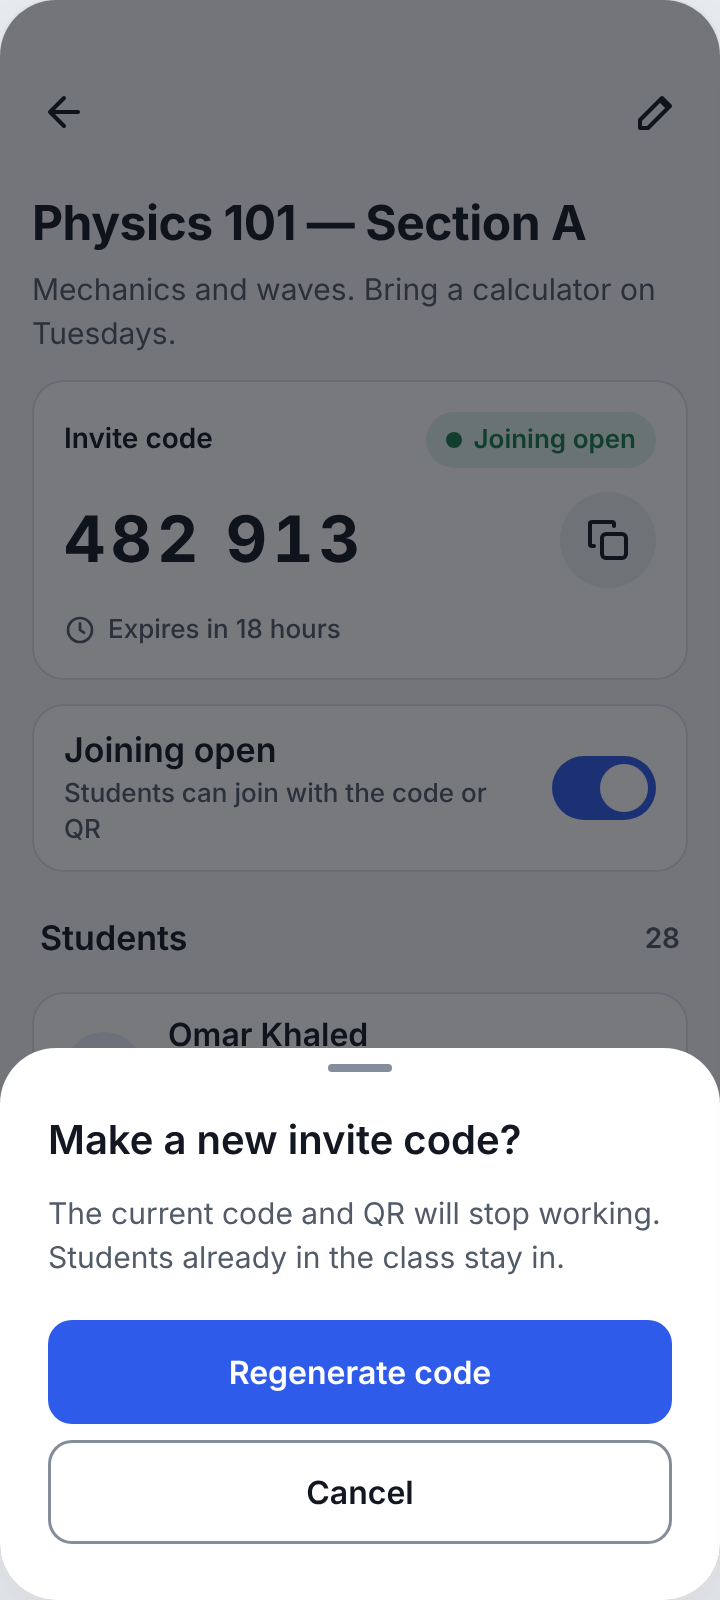 Physics 101 — Section A
Mechanics and waves. Bring a calculator on
Tuesdays.
Invite code
Joining open
482 913
Expires in 18 hours
Joining open
Students can join with the code or
QR
Students
28
Omar Khaled
Make a new invite code?
The current code and QR will stop working.
Students already in the class stay in.
Regenerate code
Cancel